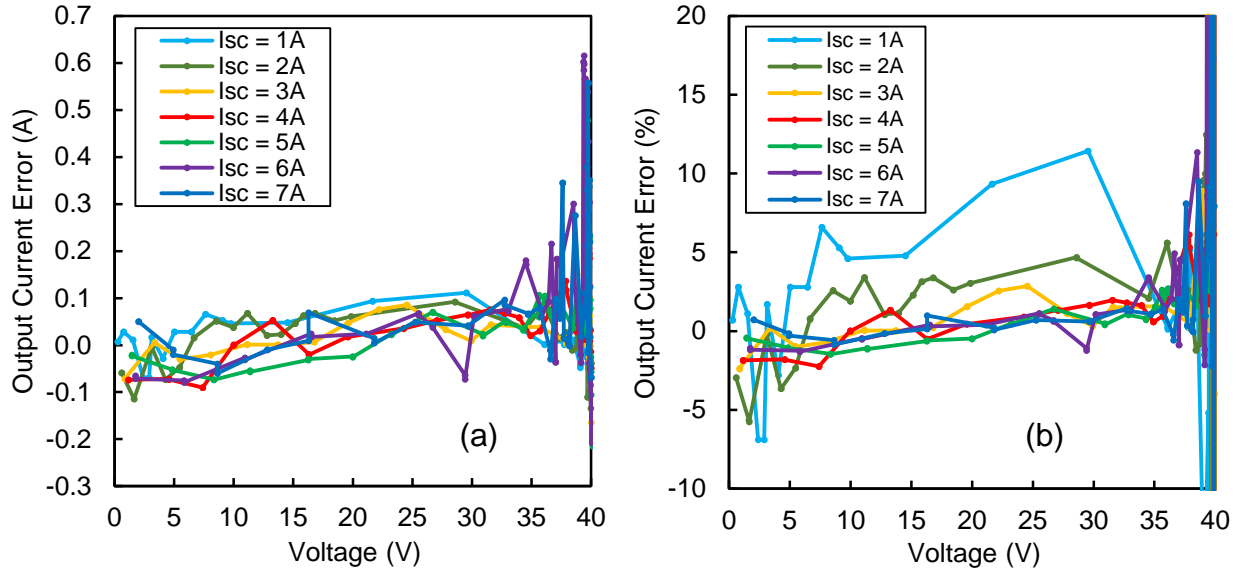 0.7
0.6
0.5
0.4
0.3
0.2
0.1
0.0
-0.1
-0.2
-0.3
Output Current Error (A)
Isc = 1A
Isc = 2A
Isc = 3A
Isc = 4A
Isc = 5A
Isc = 6A
Isc = 7A
(a)
0 5 10 15 20 25 30 35 40
Voltage (V)
20
15
10
5
0
-5
-10
Output Current Error (%)
Isc = 1A
Isc = 2A
Isc = 3A
Isc = 4A
Isc = 5A
Isc = 6A
Isc = 7A
(b)
0 5 10 15 20 25 30 35 40
Voltage (V)